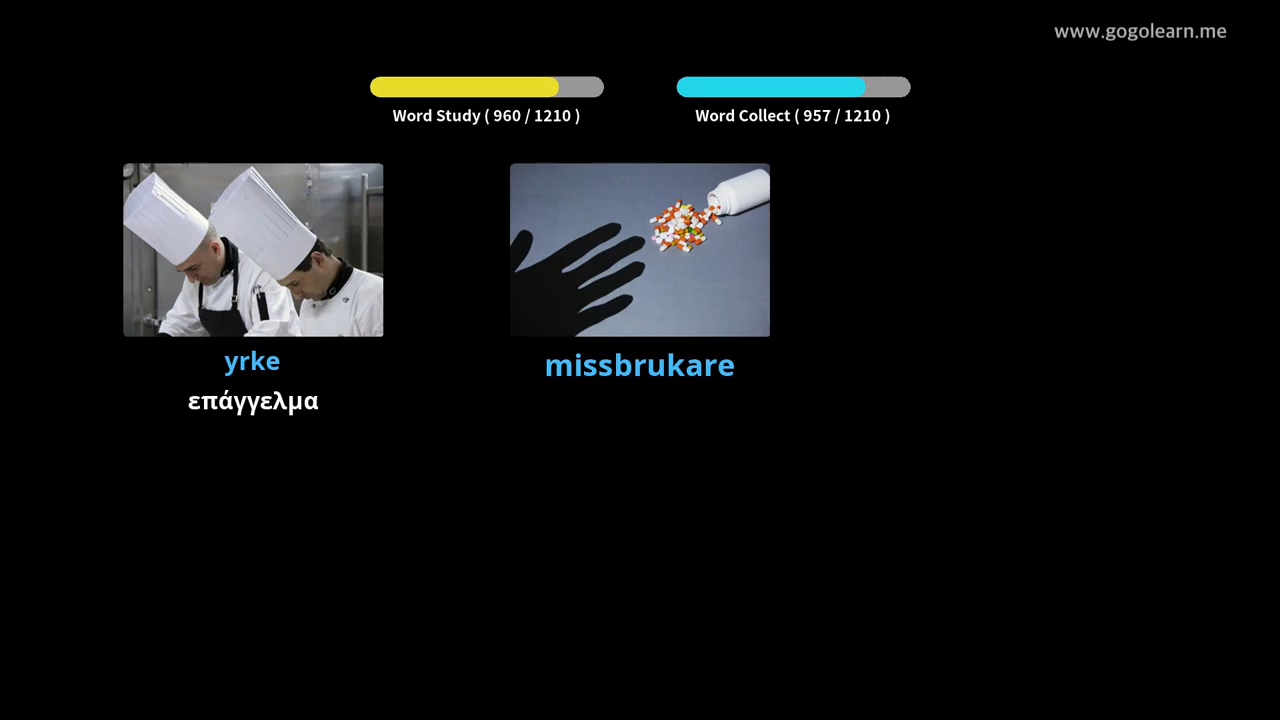 www.gogolearn.me
Word Study ( 960 / 1210 )
Word Collect ( 957 / 1210 )
yrke
επάγγελμα
missbrukare